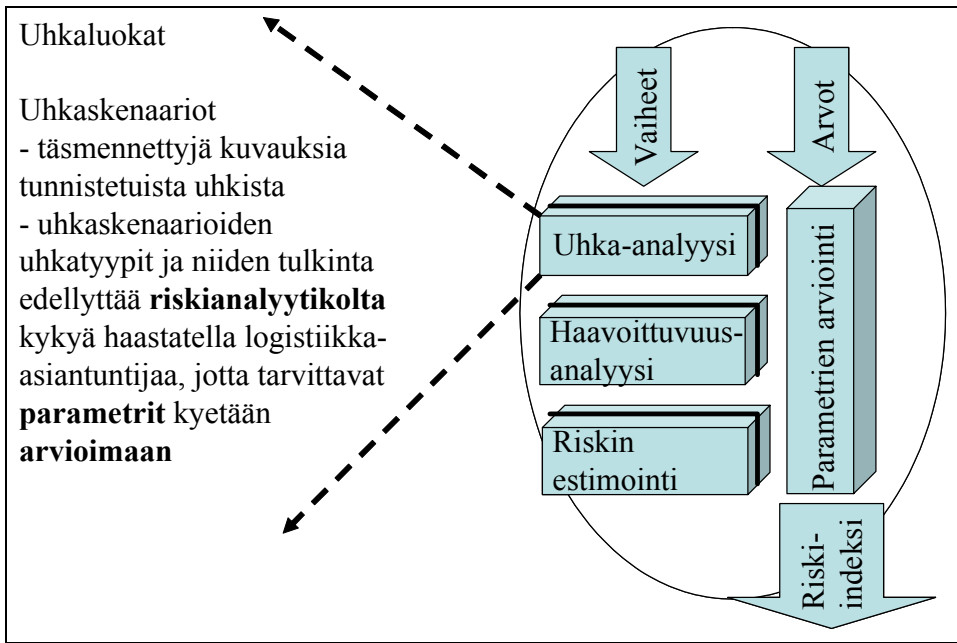 Uhkaluokat
Uhkaskenaariot
- täsmennettyjä kuvauksia
tunnistetuista uhkista
- uhkaskenaarioiden
uhkatyypit ja niiden tulkinta
edellyttää riskianalyytikolta
kykyä haastatella logistiikka-
asiantuntijaa, jotta tarvittavat
parametrit kyetään
arvioimaan
Vaiheet
Arvot
Uhka-analyysi
Haavoittuvuus-
analyysi
Riskin
estimointi
Parametrien arviointi
Riski-
indeksi